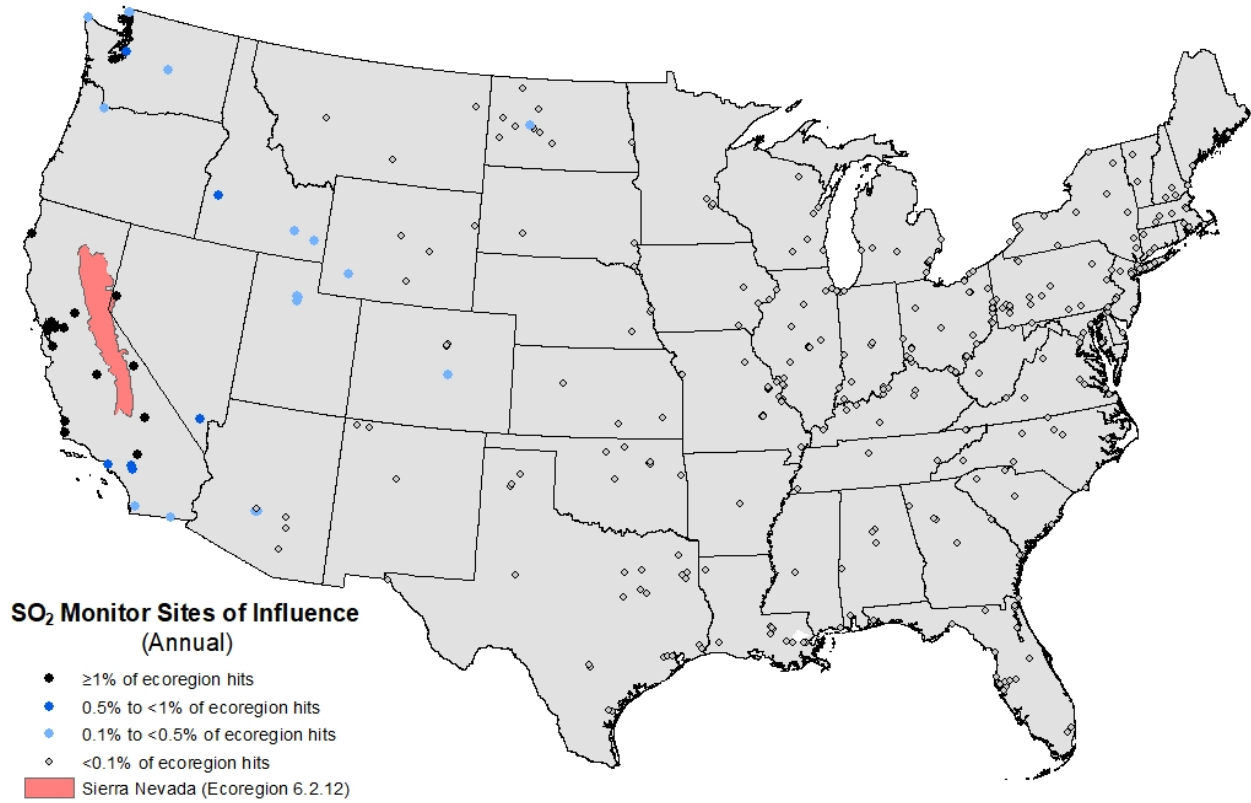 SO₂ Monitor Sites of Influence
(Annual)
≥1% of ecoregion hits
0.5% to <1% of ecoregion hits
0.1% to <0.5% of ecoregion hits
<0.1% of ecoregion hits
Sierra Nevada (Ecoregion 6.2.12)